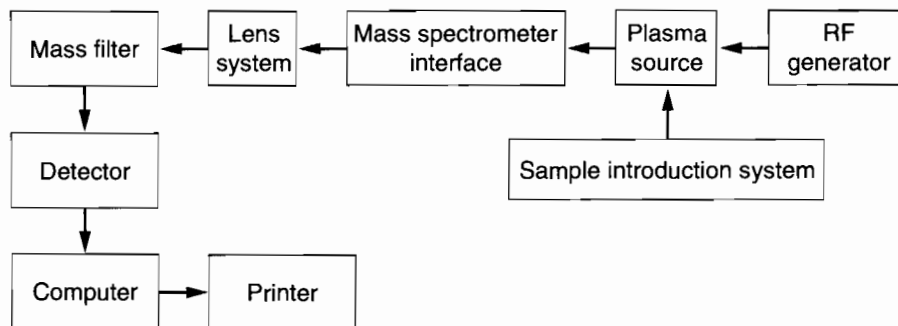 Mass filter
Lens
system
Mass spectrometer
interface
Plasma
source
RF
generator
Detector
Sample introduction system
Computer
Printer